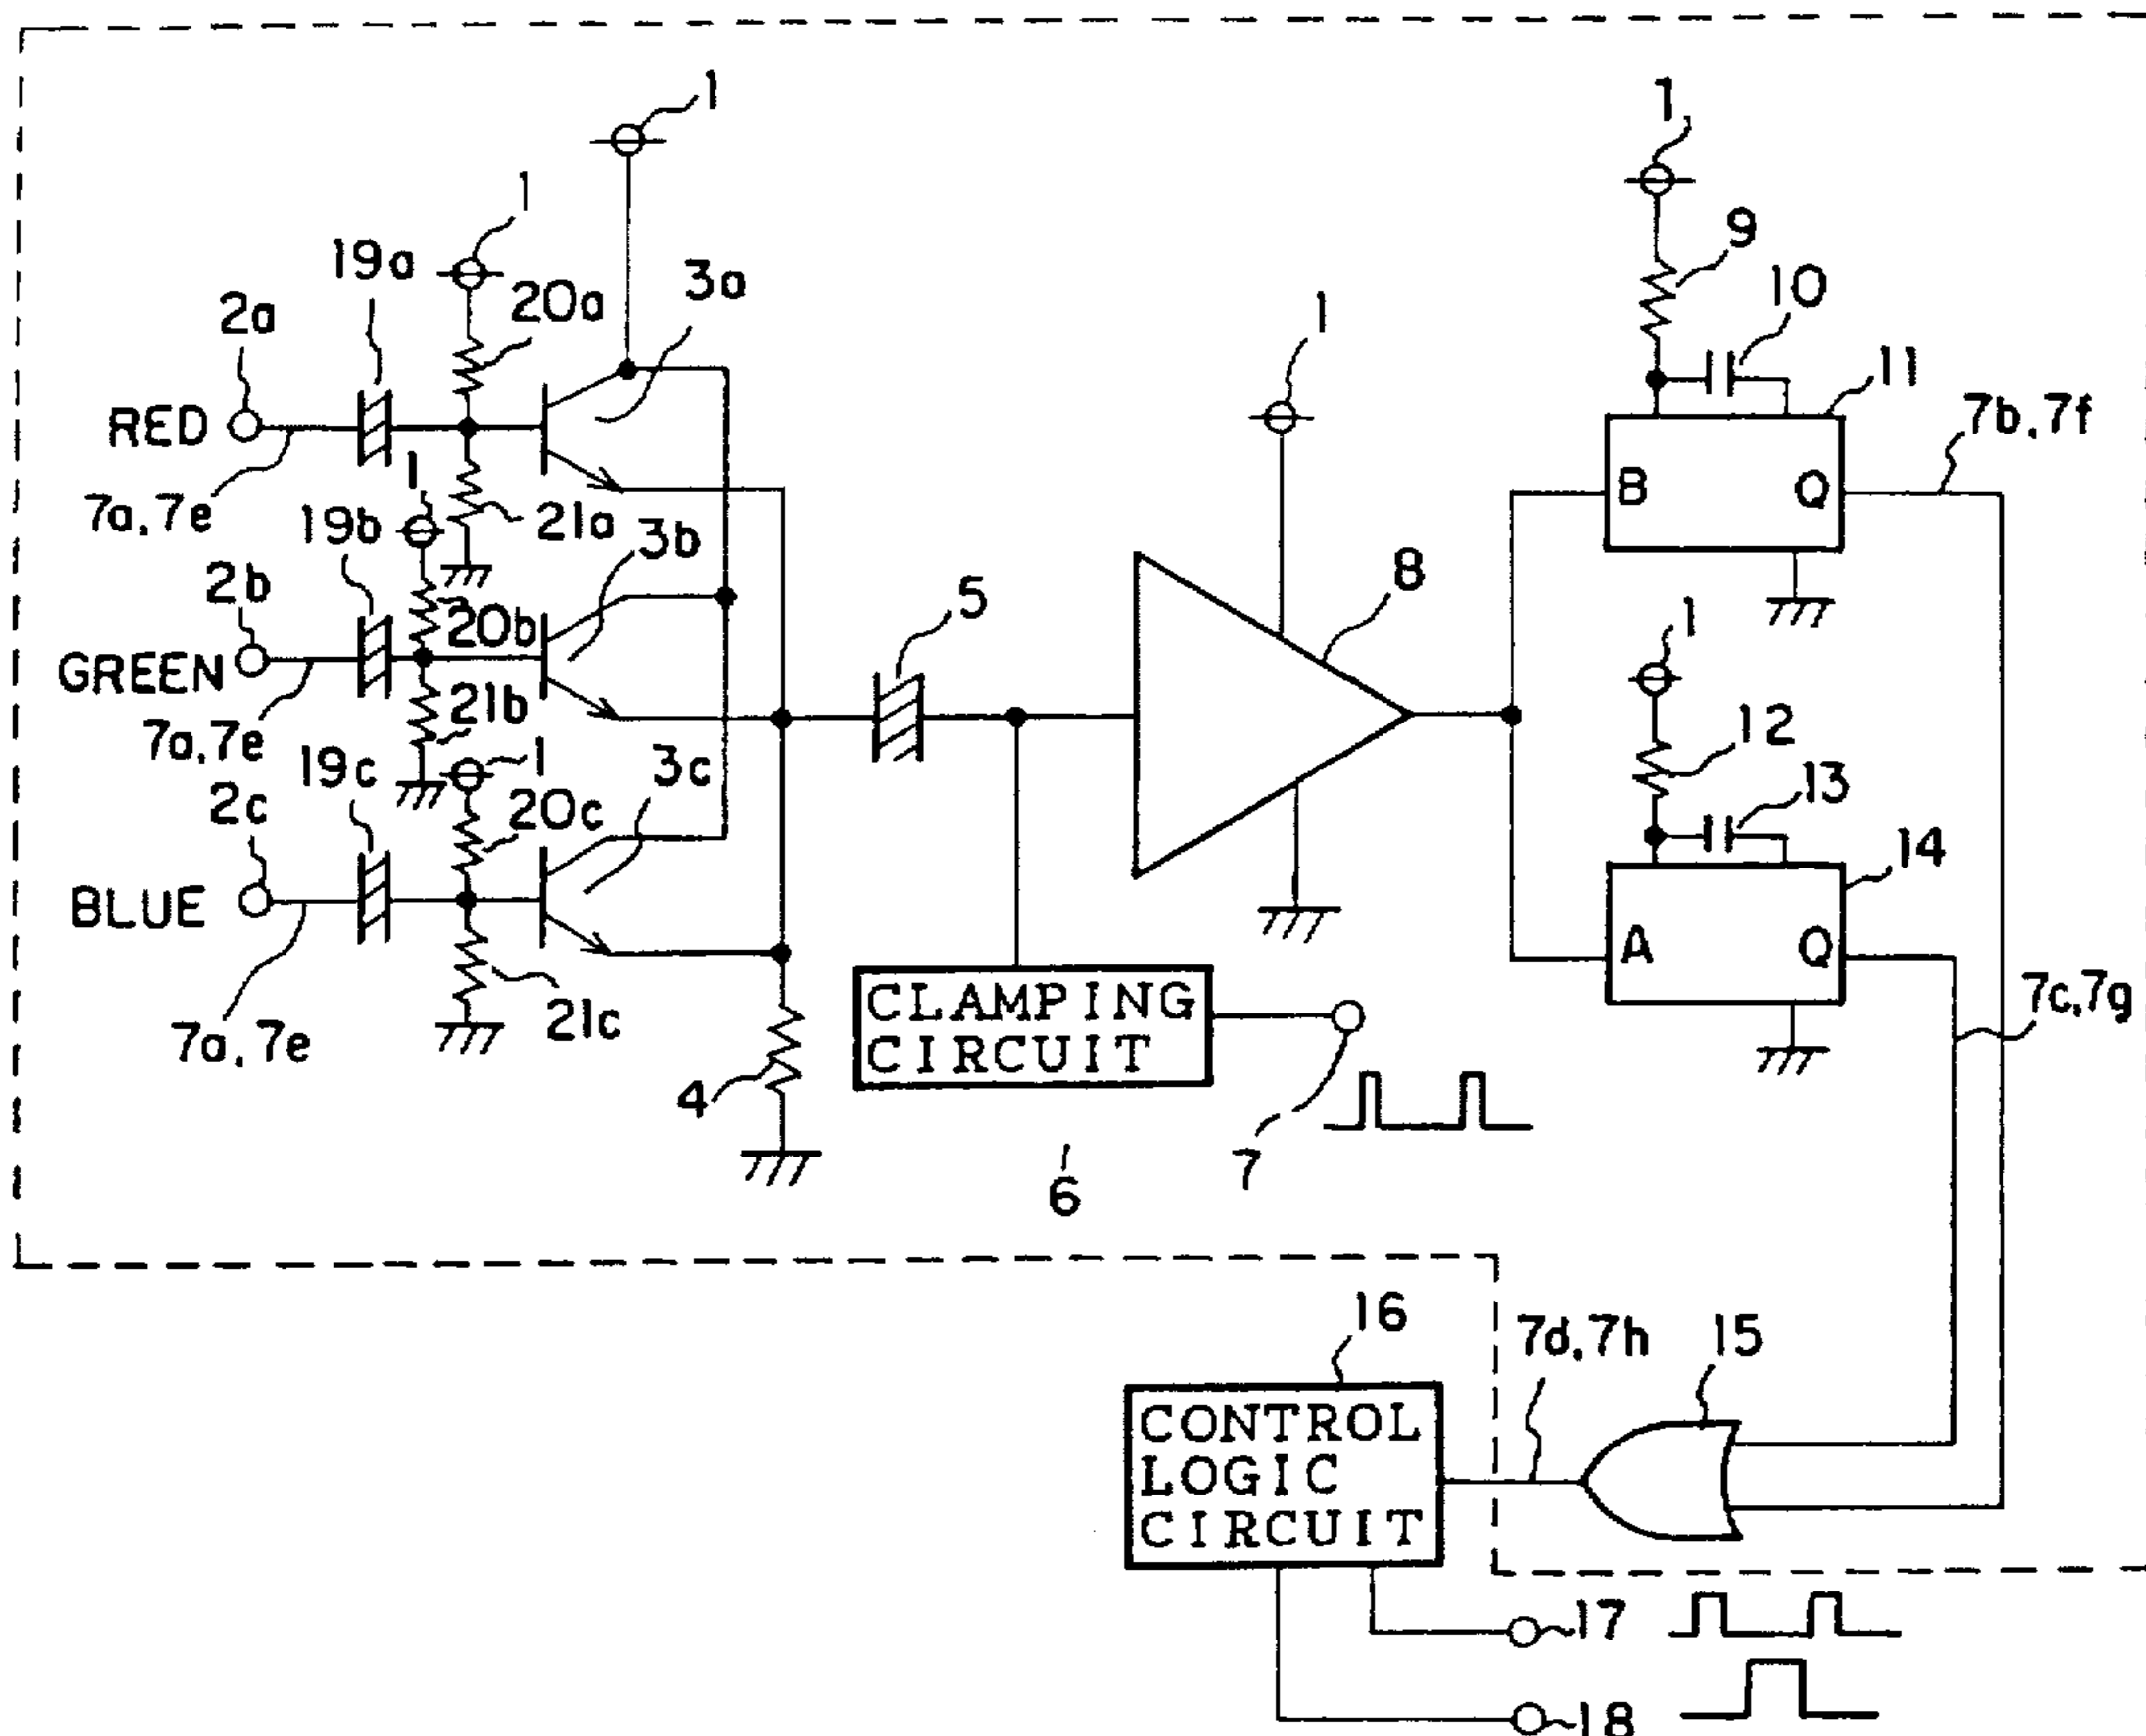 1
1
1
19a
20a
3a
9
2a
1
10
RED
11
7b, 7f
7a, 7e
1
19b
21a
3b
B
Q
2b
20b
5
8
1
GREEN
21b
7a, 7e
19c
1
3c
12
2c
20c
13
14
BLUE
A
Q
7a, 7e
21c
CLAMPING
CIRCUIT
7c, 7g
4
7
6
16
7d, 7h
15
CONTROL
LOGIC
CIRCUIT
17
18